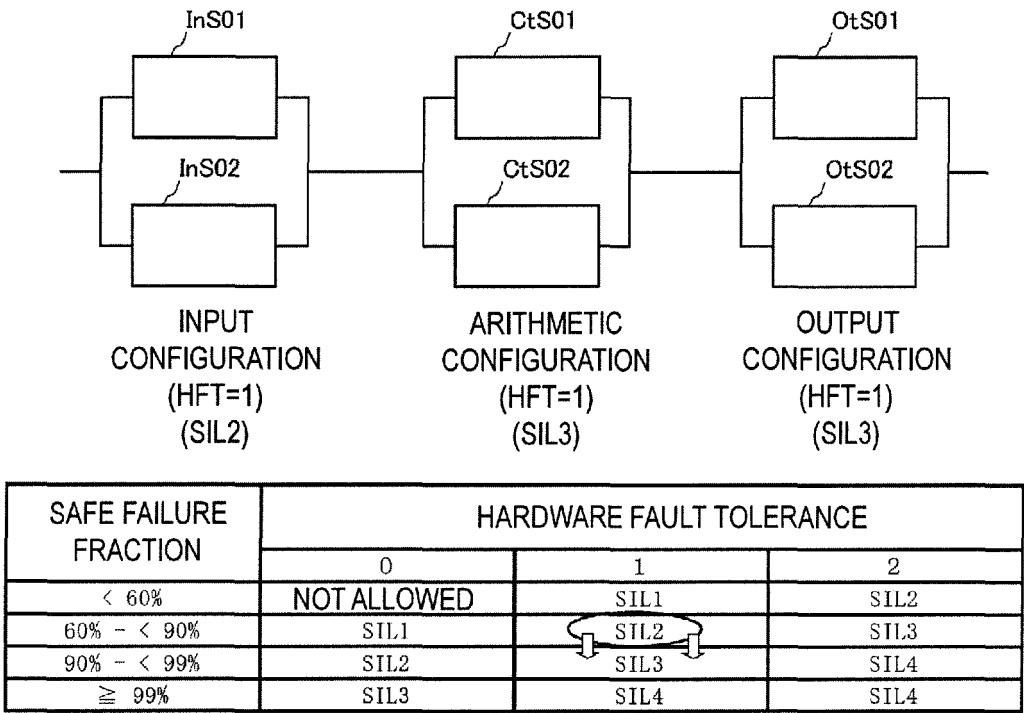 InS01 CtS01 OtS01
InS02 CtS02 OtS02
INPUT
CONFIGURATION
(HFT=1)
(SIL2)
ARITHMETIC
CONFIGURATION
(HFT=1)
(SIL3)
OUTPUT
CONFIGURATION
(HFT=1)
(SIL3)
SAFE FAILURE
FRACTION
HARDWARE FAULT TOLERANCE
0 1 2
< 60% NOT ALLOWED SIL1 SIL2
60% - < 90% SIL1 SIL2 SIL3
90% - < 99% SIL2 SIL3 SIL4
≧ 99% SIL3 SIL4 SIL4